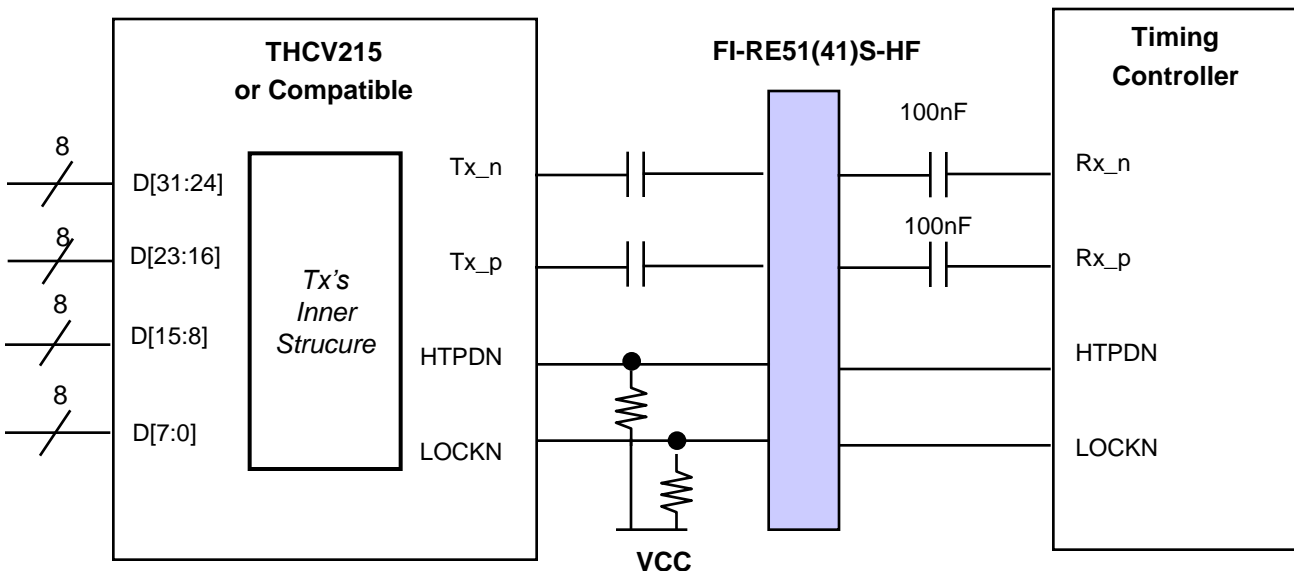 THCV215
or Compatible
FI-RE51(41)S-HF
Timing
Controller
100nF
8
D[31:24]
Tx_n
Rx_n
8
D[23:16]
Tx_p
100nF
Rx_p
Tx's
Inner
Strucure
8
D[15:8]
HTPDN
HTPDN
8
D[7:0]
LOCKN
LOCKN
VCC